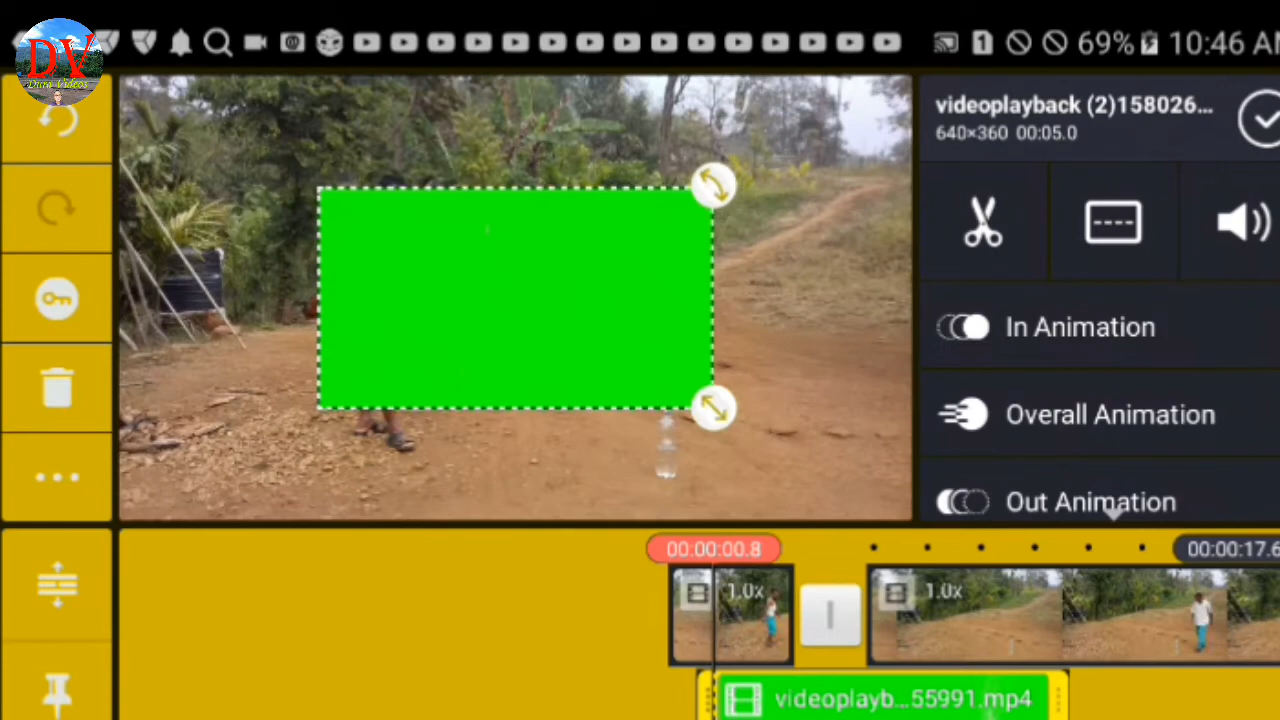 DV
Dura Videos
69%
10:46 A
videoplayback (2)158026...
640×360 00:05.0
In Animation
Overall Animation
Out Animation
00:00:00.8
00:00:17.6
1.0x
1.0x
videoplayb...55991.mp4